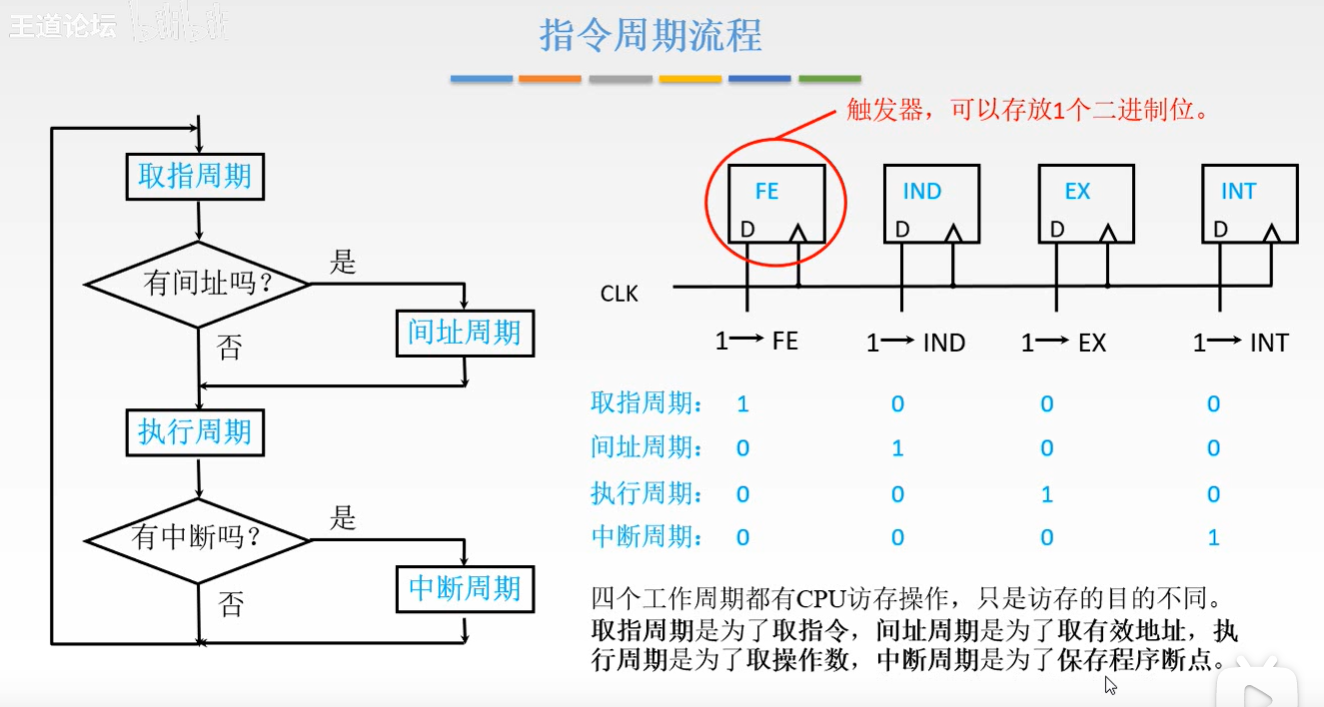 王道论坛
bilibili
指令周期流程
触发器，可以存放1个二进制位。
取指周期
有间址吗？
是
否
间址周期
执行周期
有中断吗？
是
否
中断周期
FE
IND
EX
INT
D
D
D
D
CLK
1→ FE
1→ IND
1→ EX
1→ INT
取指周期： 1 0 0 0
间址周期： 0 1 0 0
执行周期： 0 0 1 0
中断周期： 0 0 0 1
四个工作周期都有CPU访存操作，只是访存的目的不同。
取指周期是为了取指令，间址周期是为了取有效地址，执
行周期是为了取操作数，中断周期是为了保存程序断点。